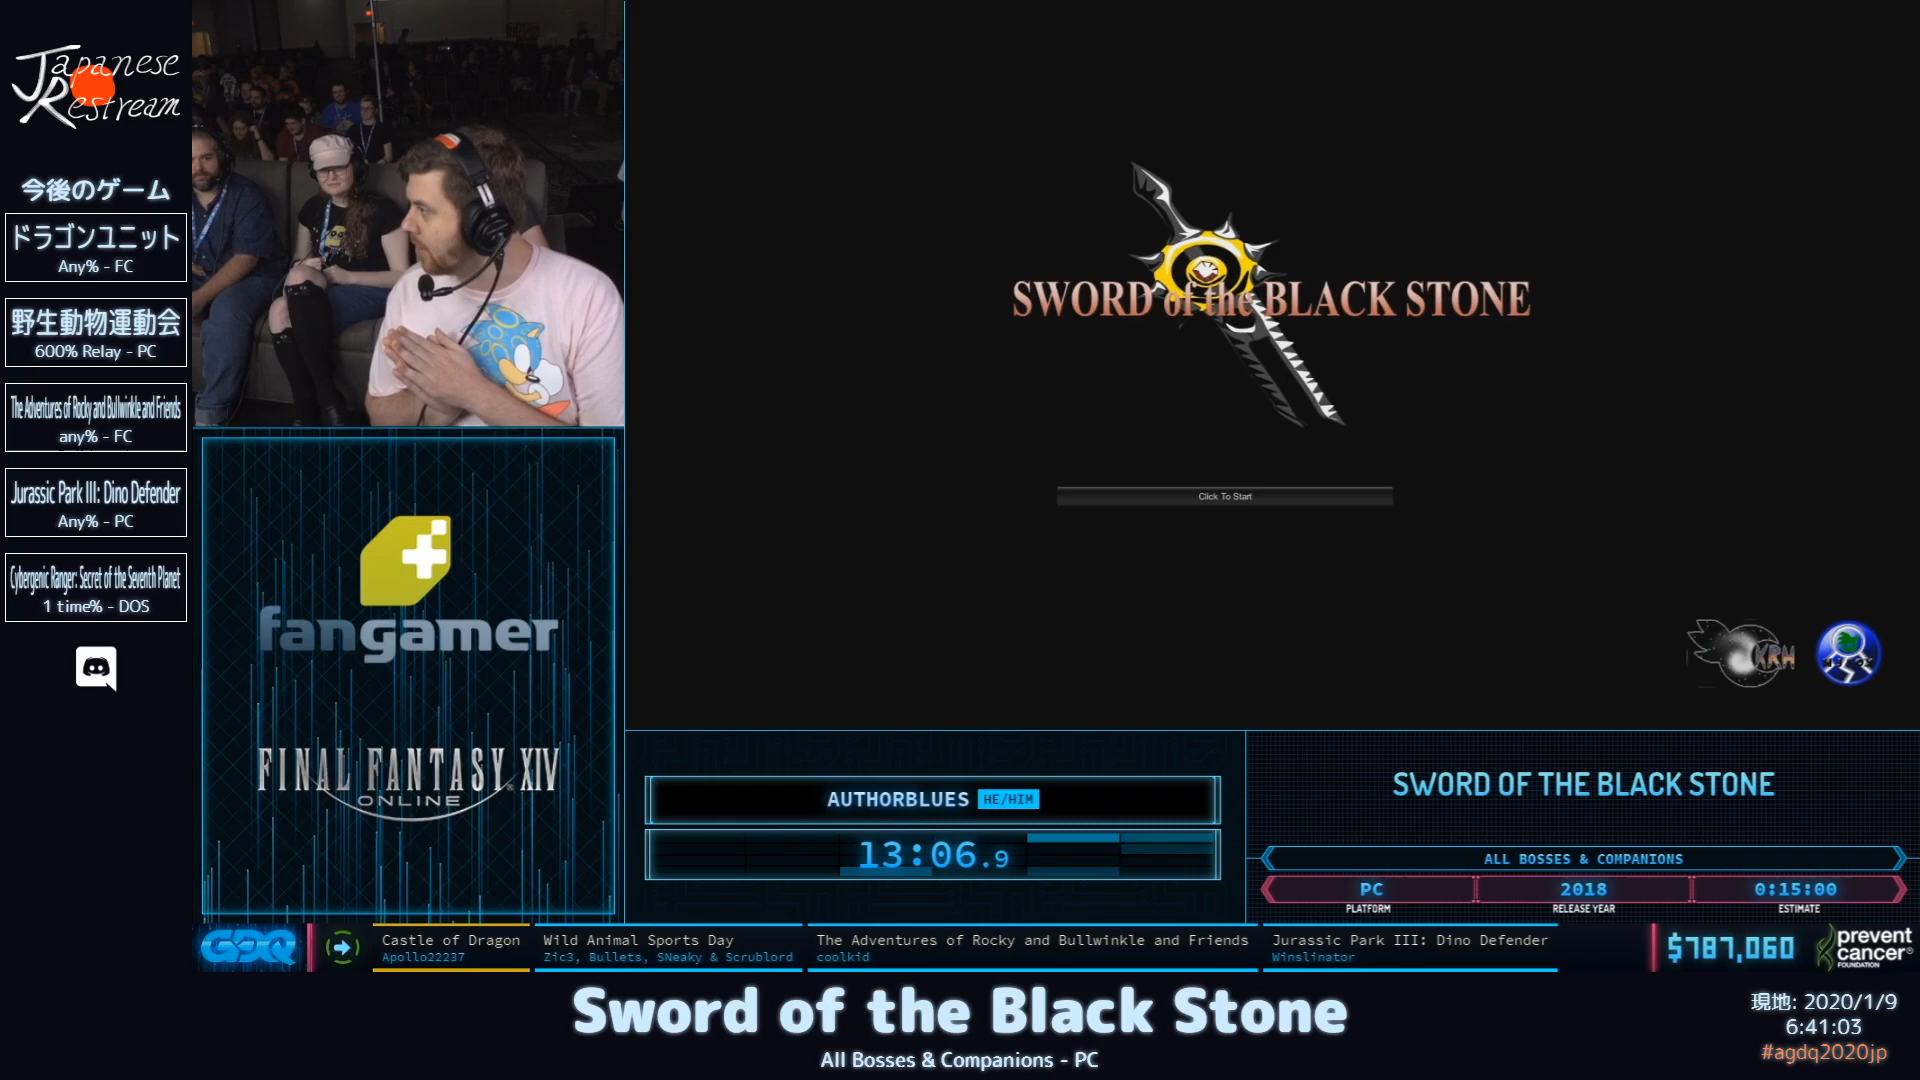 Japanese
Restream
今後のゲーム
ドラゴンユニット
Any% - FC
野生動物運動会
600% Relay - PC
The Adventures of Rocky and Bullwinkle and Friends
any% - FC
Jurassic Park III: Dino Defender
Any% - PC
Cybergenic Ranger: Secret of the Seventh Planet
1 time% - DOS
fangamer
FINAL FANTASY XIV
ONLINE
SWORD of the BLACK STONE
Click To Start
KRH
AUTHORBLUES HE/HIM
13:06.9
SWORD OF THE BLACK STONE
ALL BOSSES & COMPANIONS
PC 2018 0:15:00
PLATFORM RELEASE YEAR ESTIMATE
GDQ
Castle of Dragon
Apollo22237
Wild Animal Sports Day
Zic3, Bullets, SNeaky & Scrublord
The Adventures of Rocky and Bullwinkle and Friends
coolkid
Jurassic Park III: Dino Defender
Winslinator
$787,060
prevent
cancer
FOUNDATION
Sword of the Black Stone
All Bosses & Companions - PC
現地: 2020/1/9
6:41:03
#agdq2020jp